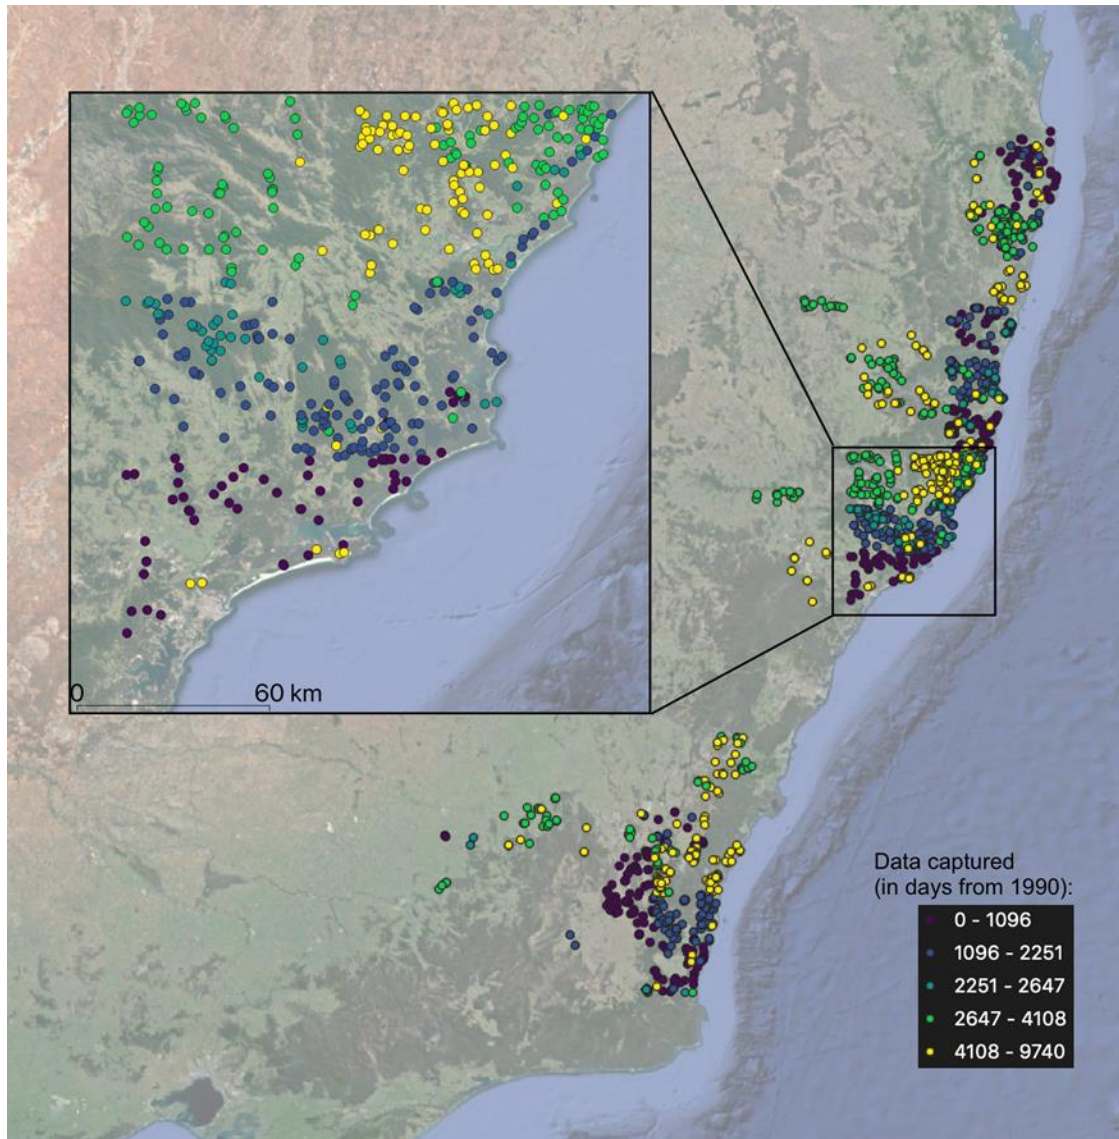 0 60 km
Data captured
(in days from 1990):
0 - 1096
1096 - 2251
2251 - 2647
2647 - 4108
4108 - 9740